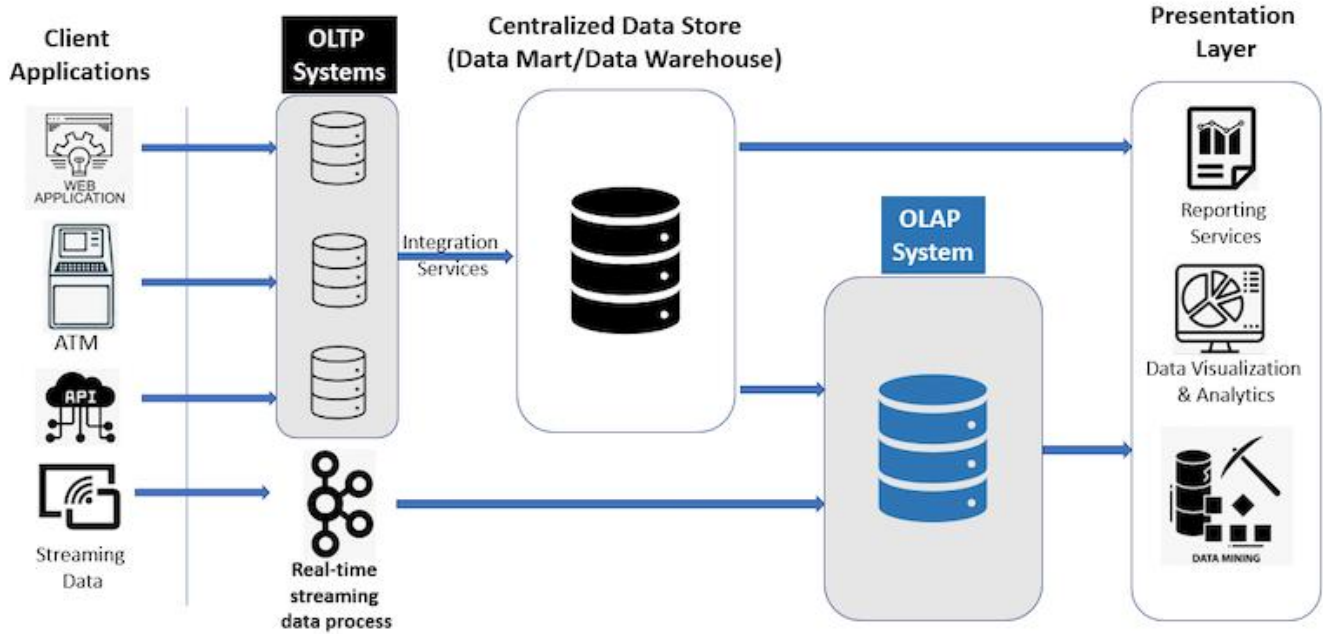 Client
Applications
OLTP
Systems
Centralized Data Store
(Data Mart/Data Warehouse)
Presentation
Layer
WEB
APPLICATION
ATM
API
Streaming
Data
Integration
Services
Real-time
streaming
data process
OLAP
System
Reporting
Services
Data Visualization
& Analytics
DATA MINING